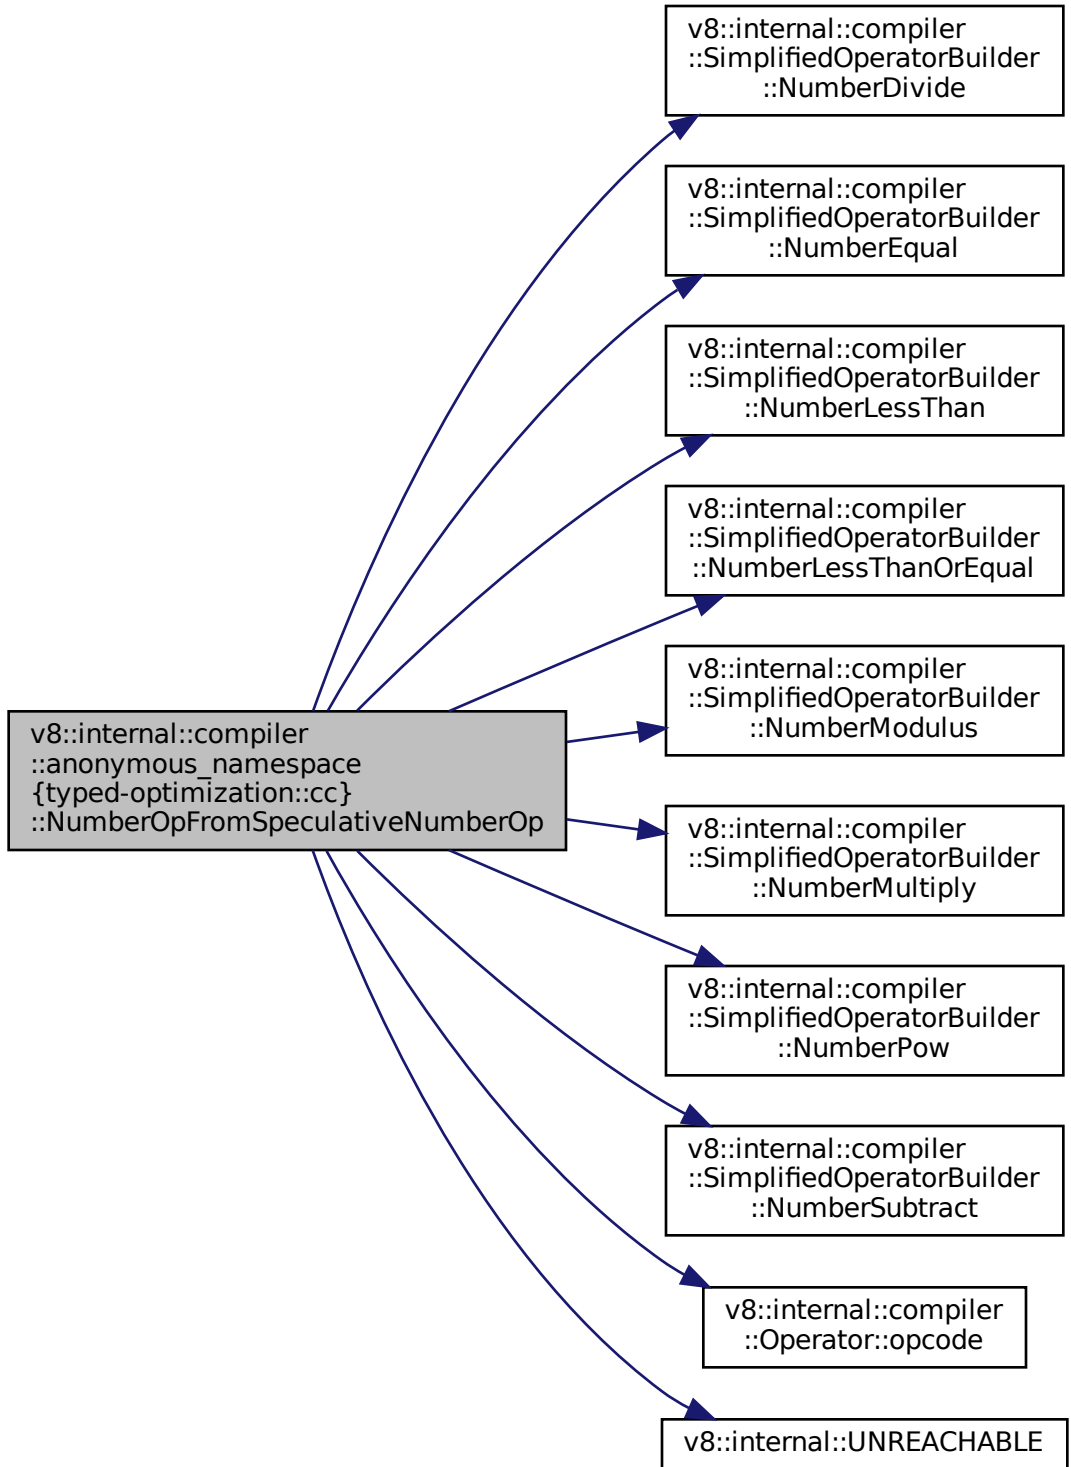 v8::internal::compiler
::SimplifiedOperatorBuilder
::NumberDivide
v8::internal::compiler
::SimplifiedOperatorBuilder
::NumberEqual
v8::internal::compiler
::SimplifiedOperatorBuilder
::NumberLessThan
v8::internal::compiler
::SimplifiedOperatorBuilder
::NumberLessThanOrEqual
v8::internal::compiler
::SimplifiedOperatorBuilder
::NumberModulus
v8::internal::compiler
::anonymous_namespace
{typed-optimization::cc}
::NumberOpFromSpeculativeNumberOp
v8::internal::compiler
::SimplifiedOperatorBuilder
::NumberMultiply
v8::internal::compiler
::SimplifiedOperatorBuilder
::NumberPow
v8::internal::compiler
::SimplifiedOperatorBuilder
::NumberSubtract
v8::internal::compiler
::Operator::opcode
v8::internal::UNREACHABLE